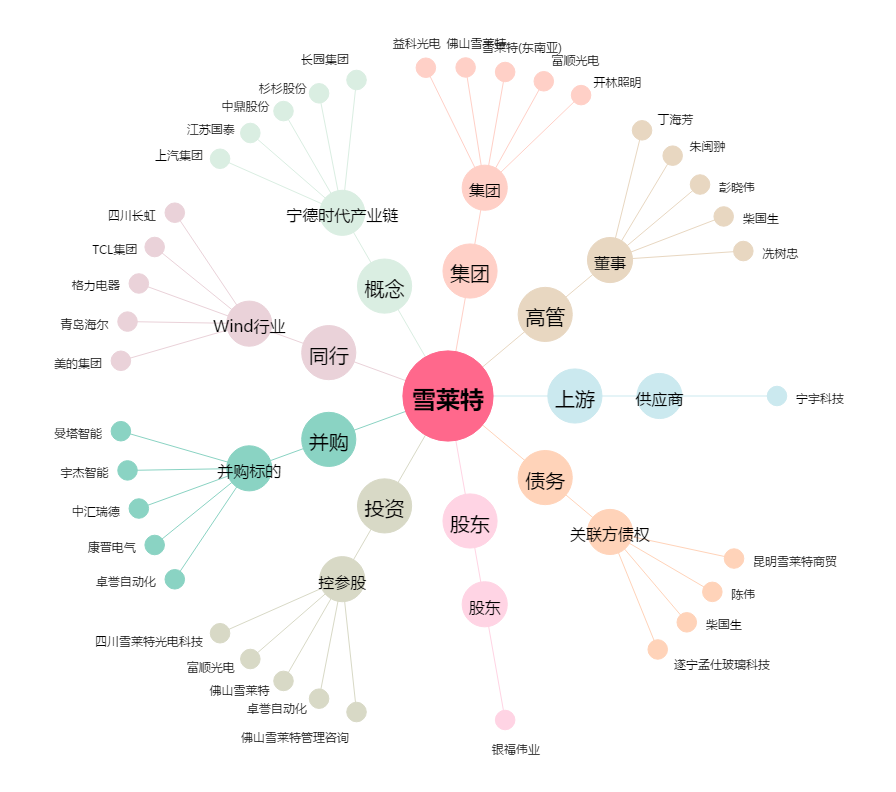 益科光电
佛山雪莱特
雪莱特(东南亚)
富顺光电
开林照明
集团
集团
长园集团
杉杉股份
中鼎股份
江苏国泰
上汽集团
宁德时代产业链
概念
丁海芳
朱闽翀
彭晓伟
柴国生
冼树忠
董事
高管
四川长虹
TCL集团
格力电器
青岛海尔
美的集团
Wind行业
同行
雪莱特
上游
供应商
宁宇科技
曼塔智能
宇杰智能
中汇瑞德
康晋电气
卓誉自动化
并购标的
并购
债务
关联方债权
昆明雪莱特商贸
陈伟
柴国生
遂宁孟仕玻璃科技
投资
控参股
四川雪莱特光电科技
富顺光电
佛山雪莱特
卓誉自动化
佛山雪莱特管理咨询
股东
股东
银福伟业